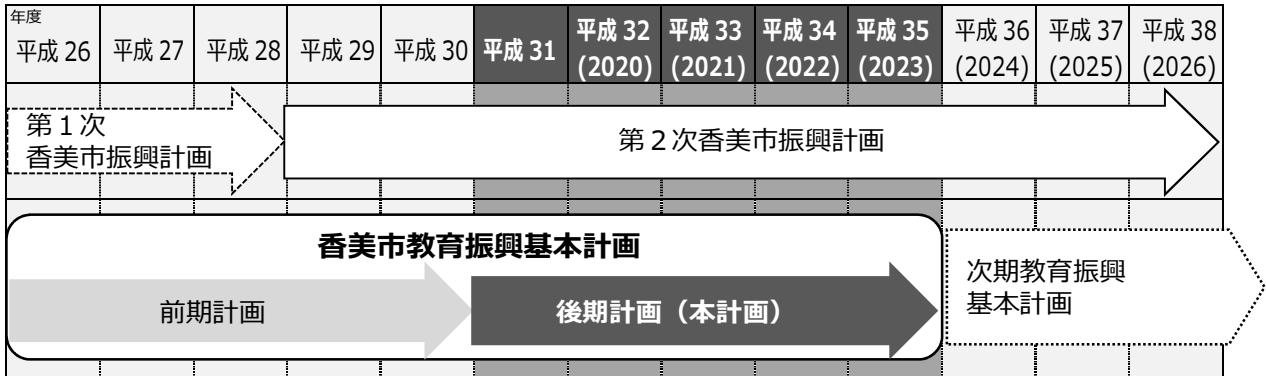 年度
平成 26 平成 27 平成 28 平成 29 平成 30 平成 31 平成 32 平成 33 平成 34 平成 35 平成 36 平成 37 平成 38
(2020) (2021) (2022) (2023) (2024) (2025) (2026)
第１次
香美市振興計画
第２次香美市振興計画
香美市教育振興基本計画
前期計画
後期計画（本計画）
次期教育振興
基本計画